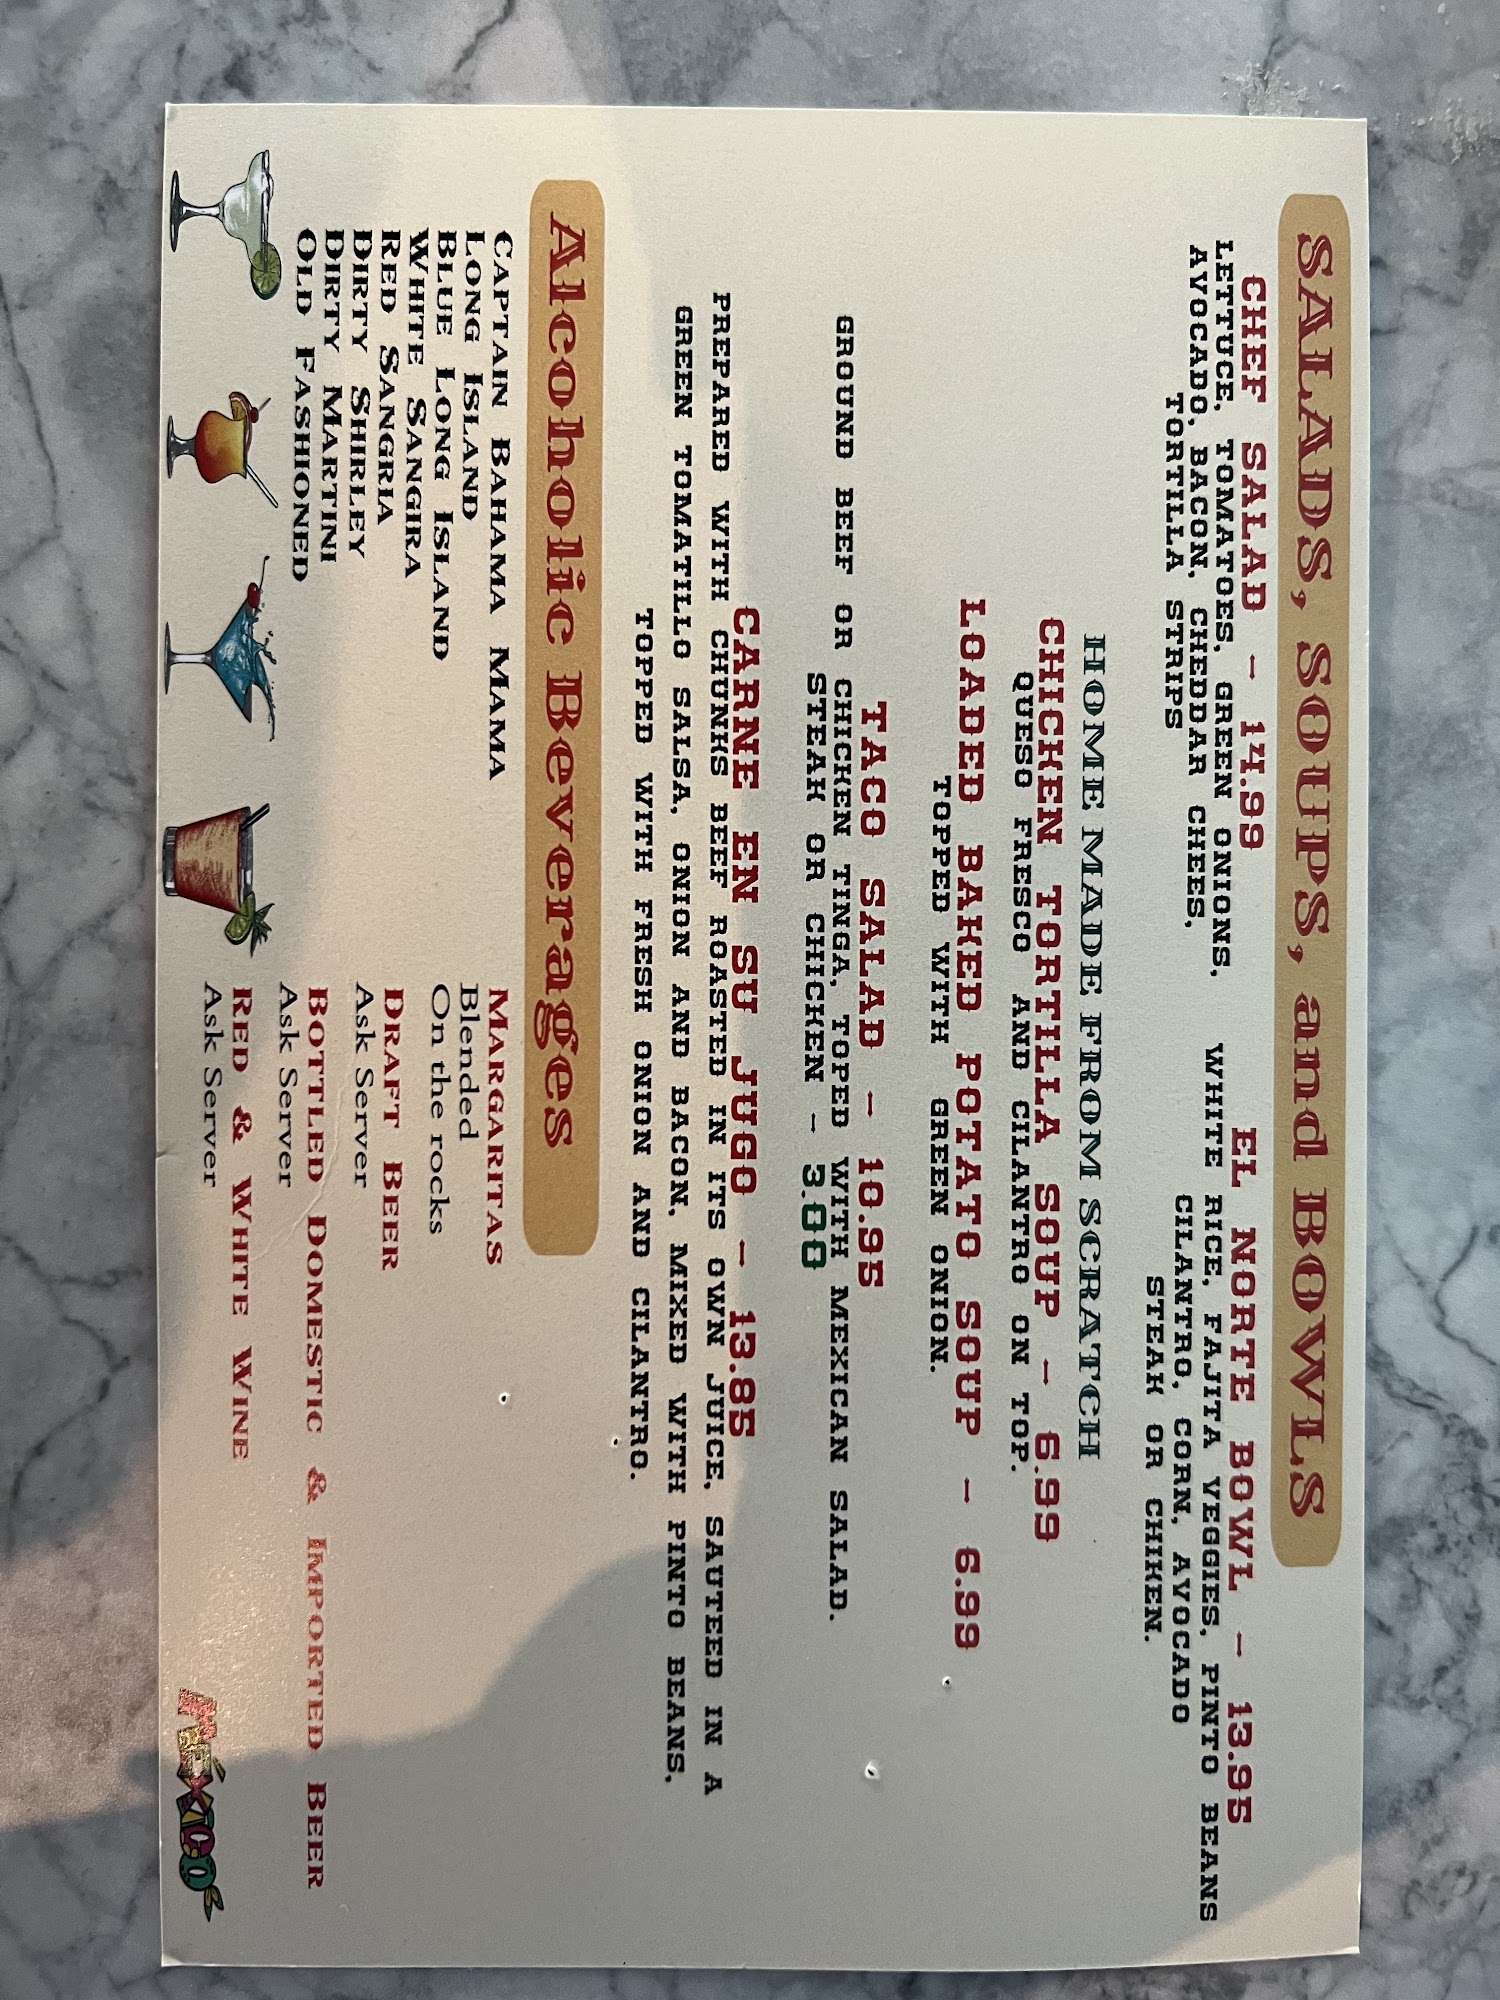 SALADS, SOUPS, and BOWLS
CHEF SALAD - 14.99
LETTUCE, TOMATOES, GREEN ONIONS,
AVOCADO, BACON, CHEDDAR CHEES,
TORTILLA STRIPS
EL NORTE BOWL - 13.95
WHITE RICE, FAJITA VEGGIES, PINTO BEANS
CILANTRO, CORN, AVOCADO
STEAK OR CHIKEN.
HOME MADE FROM SCRATCH
CHICKEN TORTILLA SOUP - 6.99
QUESO FRESCO AND CILANTRO ON TOP.
LOADED BAKED POTATO SOUP - 6.99
TOPPED WITH GREEN ONION.
TACO SALAD - 10.95
GROUND BEEF OR CHICKEN TINGA, TOPED WITH MEXICAN SALAD.
STEAK OR CHICKEN - 3.00
CARNE EN SU JUGO - 13.85
PREPARED WITH CHUNKS BEEF ROASTED IN ITS OWN JUICE, SAUTEED IN A
GREEN TOMATILLO SALSA, ONION AND BACON, MIXED WITH PINTO BEANS,
TOPPED WITH FRESH ONION AND CILANTRO.
Alcoholic Beverages
CAPTAIN BAHAMA MAMA
LONG ISLAND
BLUE LONG ISLAND
WHITE SANGIRA
RED SANGRIA
DIRTY SHIRLEY
DIRTY MARTINI
OLD FASHIONED
MARGARITAS
Blended
On the rocks
DRAFT BEER
Ask Server
BOTTLED DOMESTIC & IMPORTED BEER
Ask Server
RED & WHITE WINE
Ask Server
MEXICO